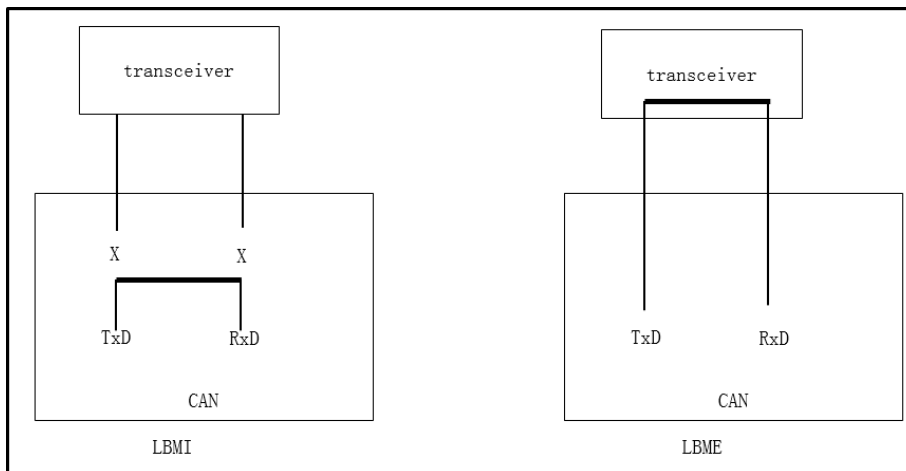 transceiver
transceiver
X X
TxD RxD
TxD RxD
CAN
CAN
LBMI
LBME